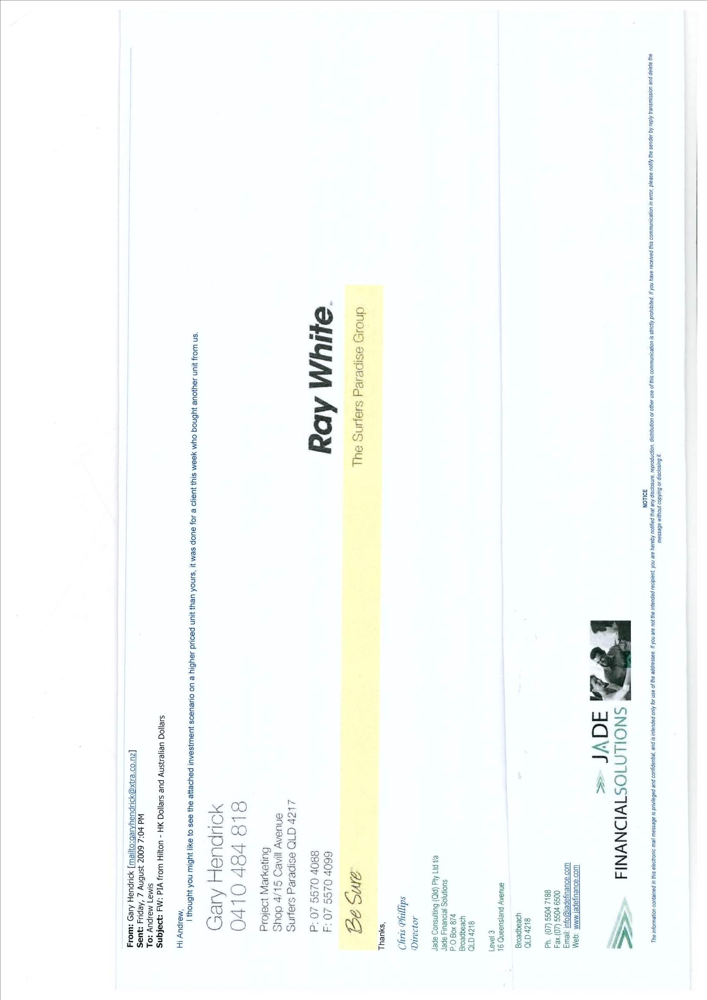 From: Gary Hendrick [mailto:garyhendrick@xtra.co.nz]
Sent: Friday, 7 August 2009 7:04 PM
To: Andrew Lewis
Subject: FW: PIA from Hilton - HK Dollars and Australian Dollars
Hi Andrew,
I thought you might like to see the attached investment scenario on a higher priced unit than yours, it was done for a client this week who bought another unit from us.
Gary Hendrick
0410 484 818
Project Marketing
Shop 4/15 Cavill Avenue
Surfers Paradise QLD 4217
P: 07 5570 4088
F: 07 5570 4099
Ray White
Be Sure
The Surfers Paradise Group
Thanks,
Chris Phillips
Director
Jade Consulting (Qld) Pty Ltd t/a
Jade Financial Solutions
P.O Box 874
Broadbeach
QLD 4218
Level 3
16 Queensland Avenue
Broadbeach
QLD 4218
Ph. (07) 5504 7188
Fax.(07) 5504 6500
Email: info@jadefinance.com
Web: www.jadefinance.com
JADE
FINANCIALSOLUTIONS
NOTICE
The information contained in this electronic mail message is privileged and confidential, and is intended only for use of the addressee. If you are not the intended recipient, you are hereby notified that any disclosure, reproduction, distribution or other use of this communication is strictly prohibited. If you have received this communication in error, please notify the sender by reply transmission and delete the
message without copying or disclosing it.